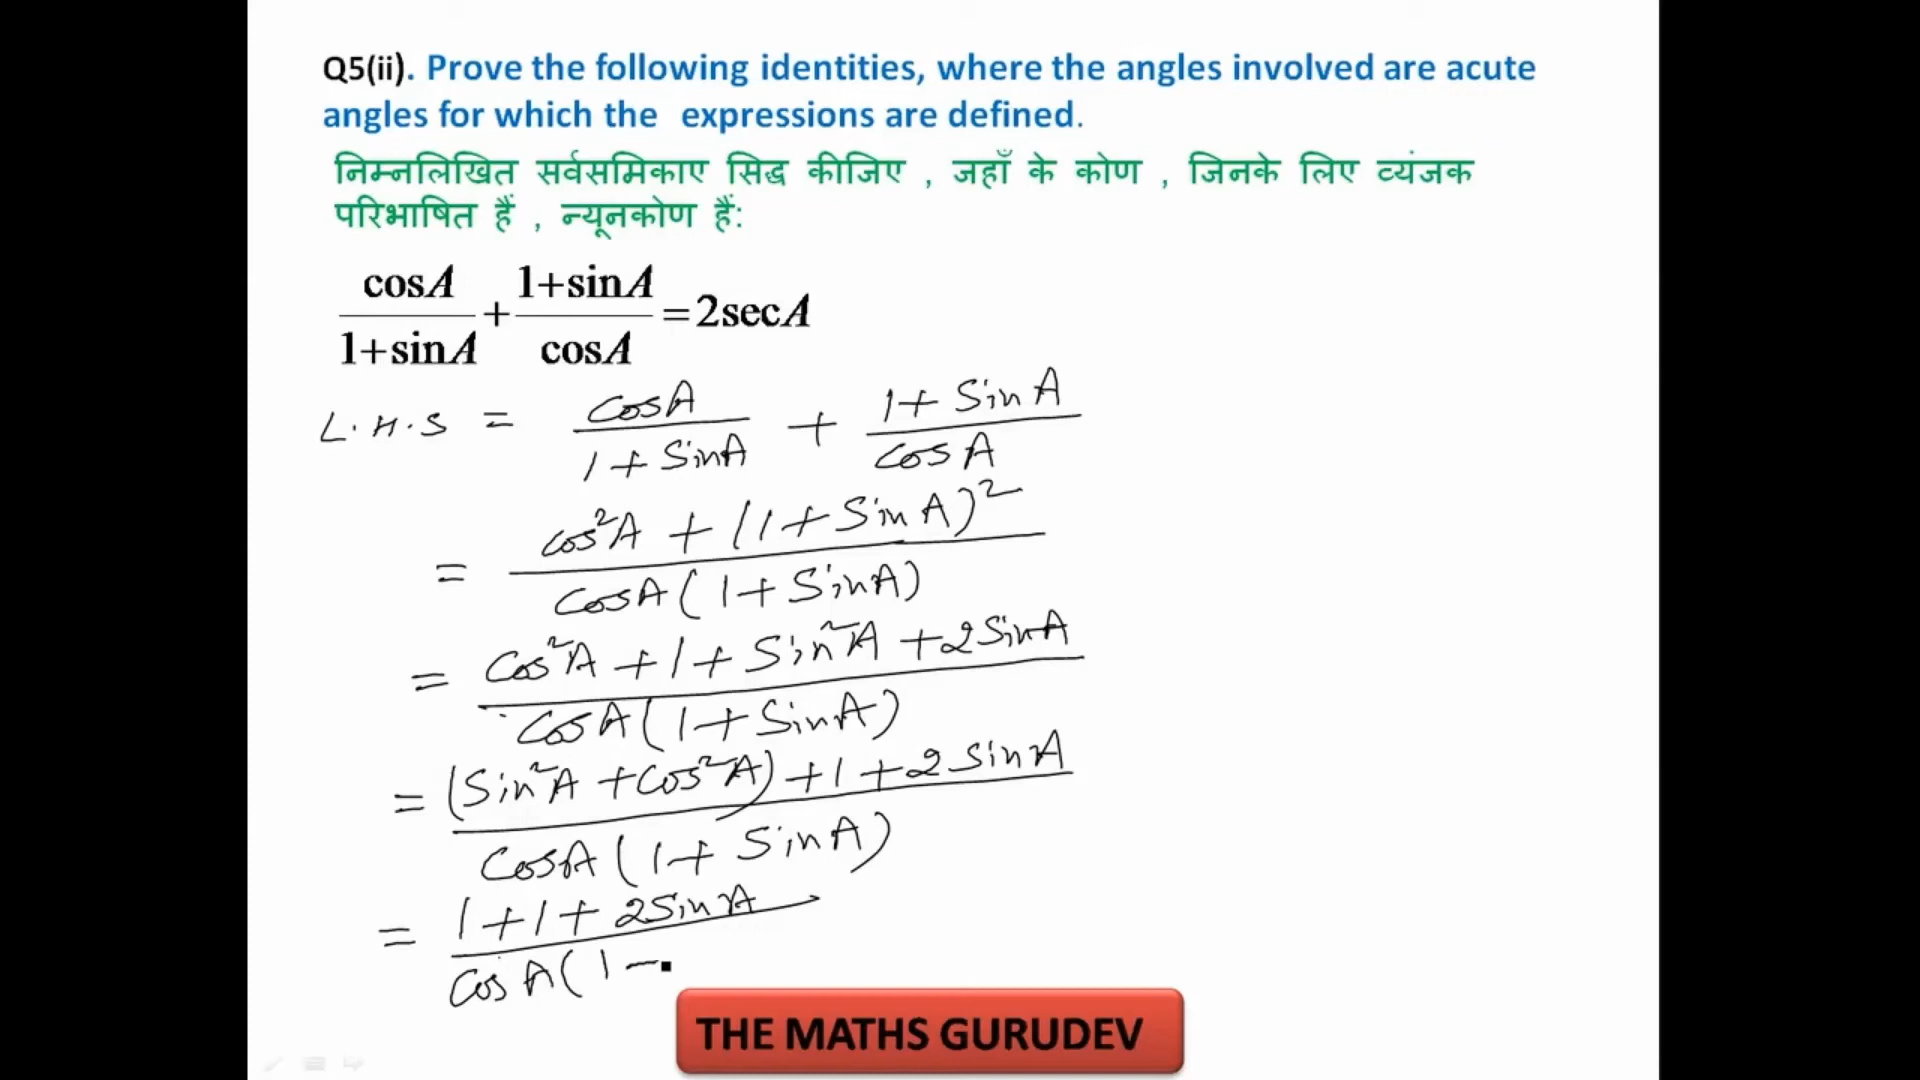 Q5(ii). Prove the following identities, where the angles involved are acute
angles for which the expressions are defined.
निम्नलिखित सर्वसमिकाए सिद्ध कीजिए , जहाँ के कोण , जिनके लिए व्यंजक
परिभाषित हैं , न्यूनकोण हैं:
cosA/1+sinA + 1+sinA/cosA = 2secA
L.H.S = cosA/1+SinA + 1+SinA/cosA
= cos²A + (1+SinA)²/cosA(1+SinA)
= Cos²A + 1 + Sin²A + 2SinA/CosA(1+SinA)
= (Sin²A + Cos²A) + 1 + 2SinA/CosA(1+SinA)
= 1+1+2SinA/CosA(1 −
THE MATHS GURUDEV